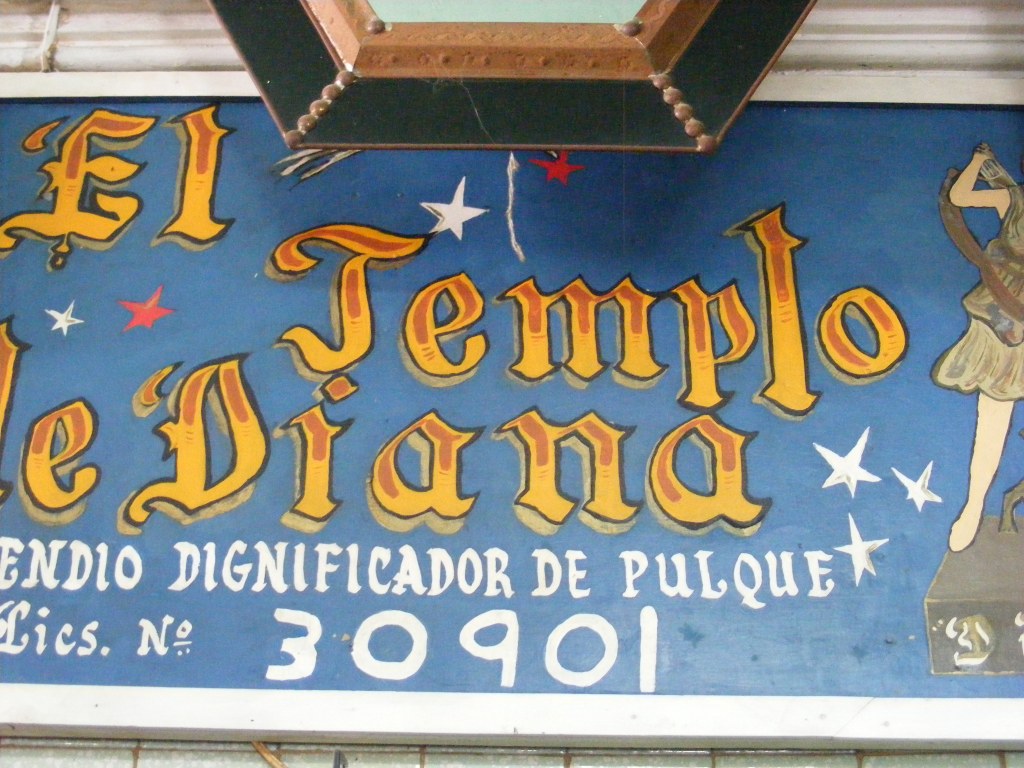 El Templo
de Diana
ENDIO DIGNIFICADOR DE PULQUE
Lics. Nº 30901
D